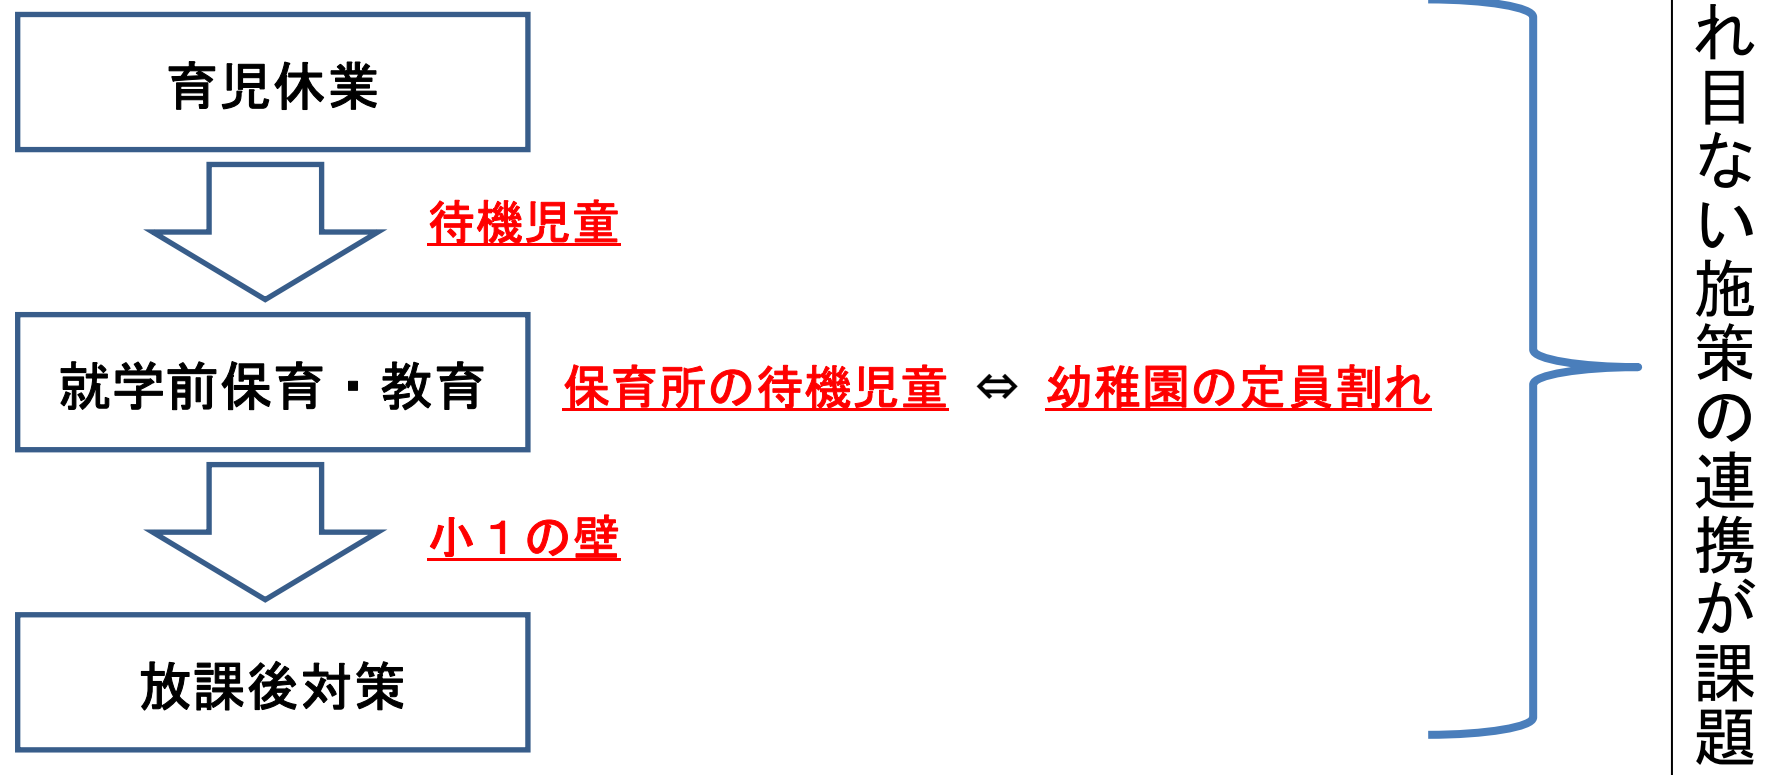 育児休業
待機児童
就学前保育・教育
保育所の待機児童 ⇔ 幼稚園の定員割れ
小１の壁
放課後対策
れ目ない施策の連携が課題